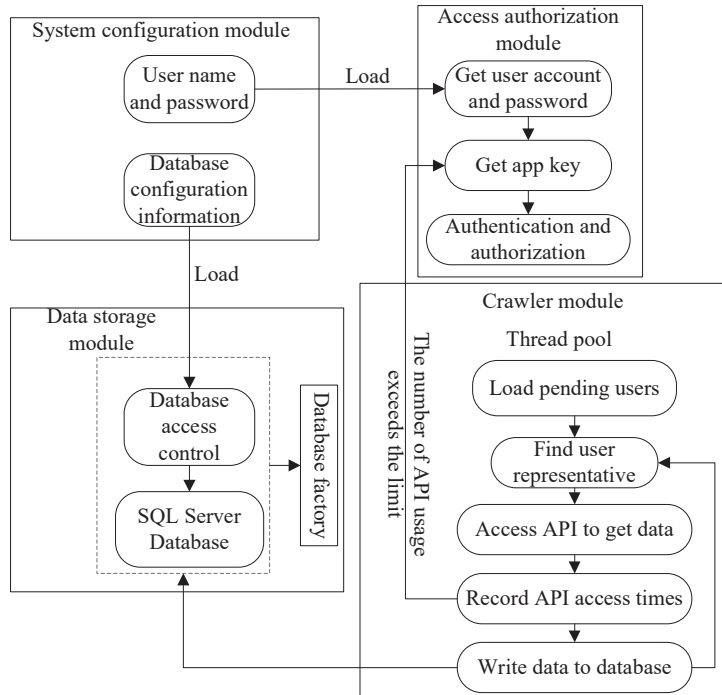 System configuration module
User name
and password
Database
configuration
information
Load
Access authorization
module
Get user account
and password
Get app key
Authentication and
authorization
Load
Data storage
module
Database
access
control
SQL Server
Database
Database factory
The number of API usage
exceeds the limit
Crawler module
Thread pool
Load pending users
Find user
representative
Access API to get data
Record API access times
Write data to database